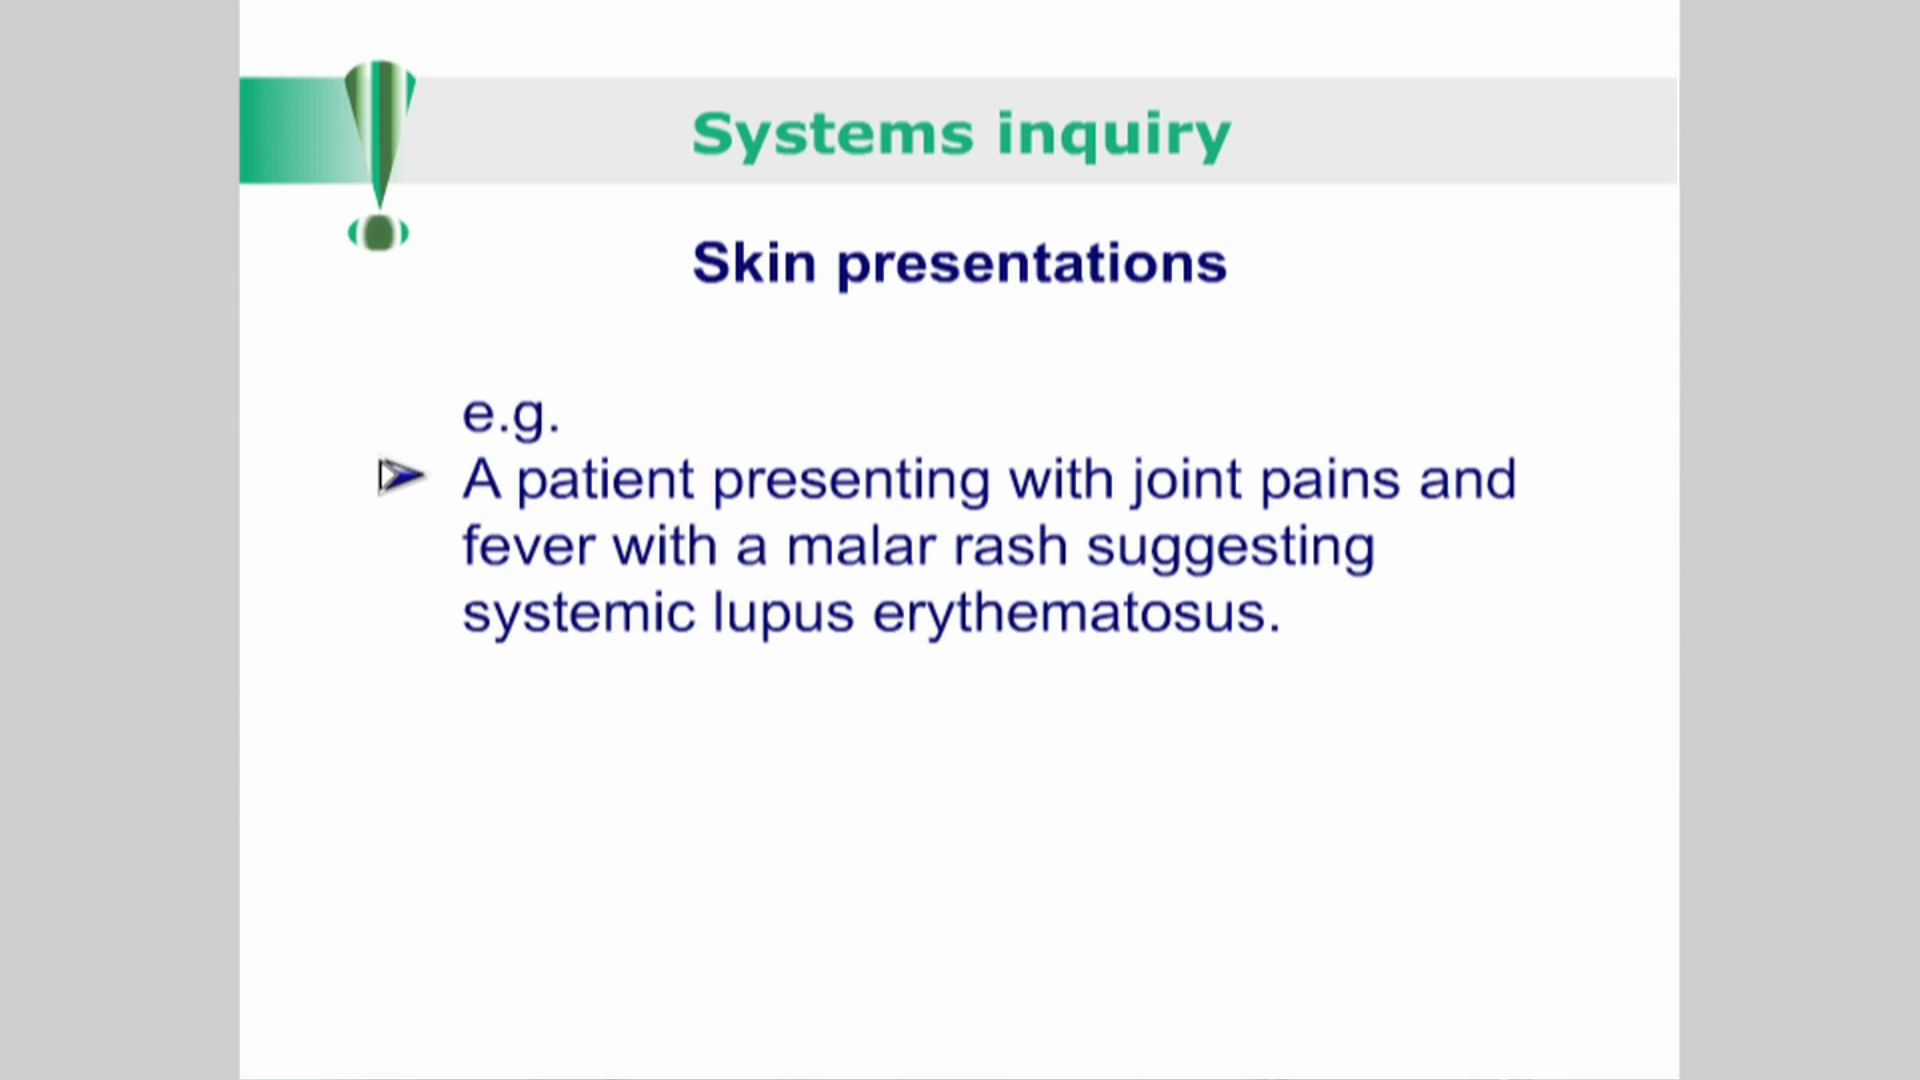 Systems inquiry
Skin presentations
e.g.
A patient presenting with joint pains and
fever with a malar rash suggesting
systemic lupus erythematosus.